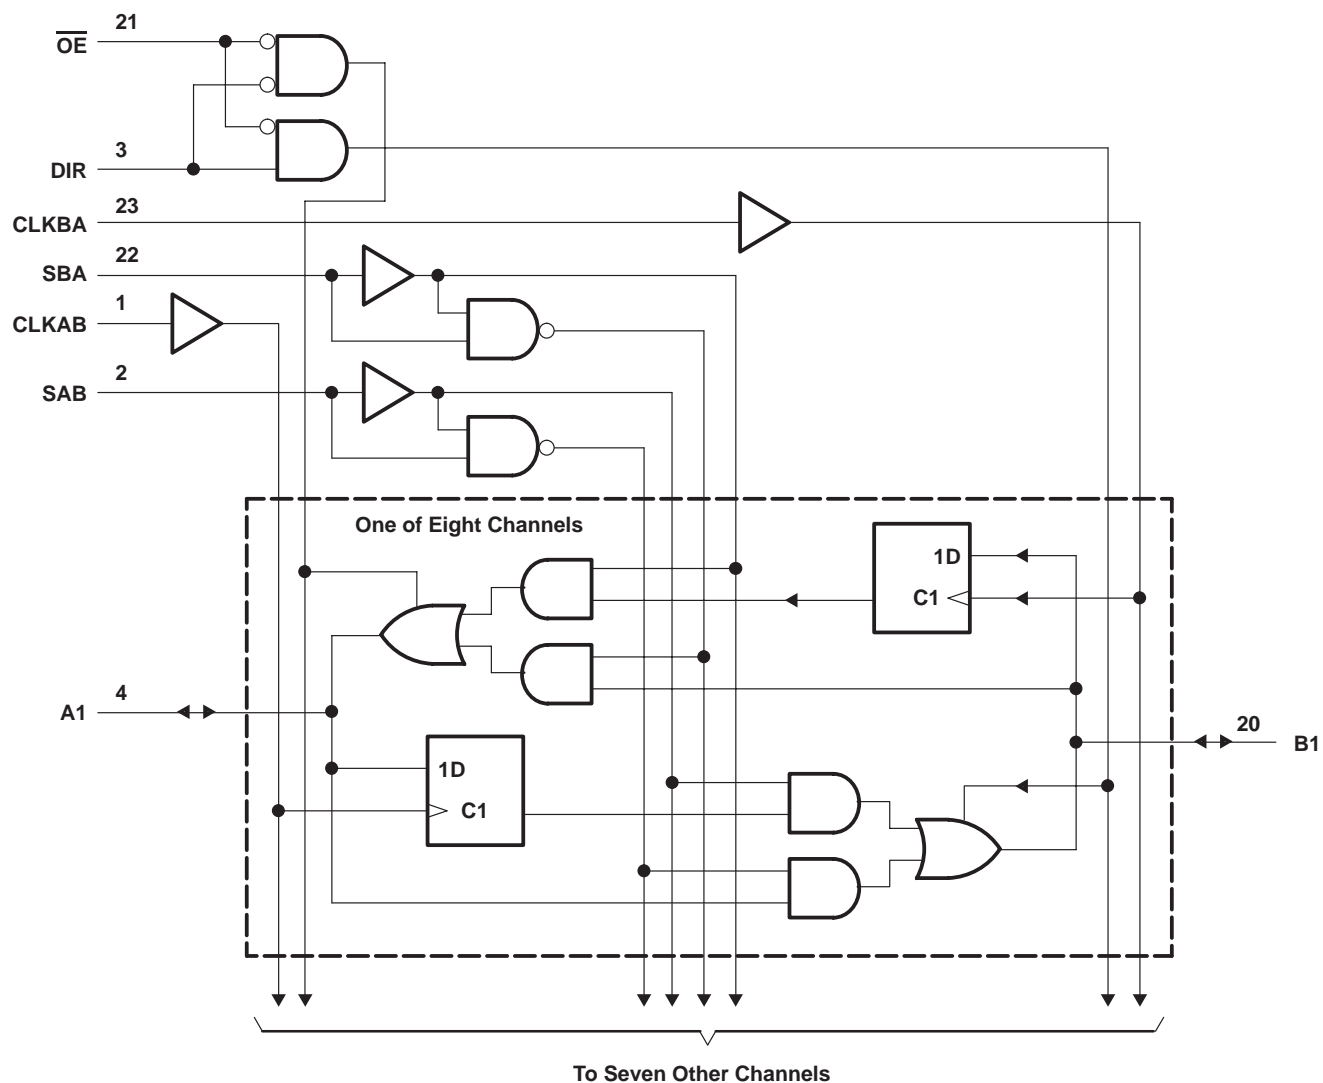 21
OE
3
DIR
23
CLKBA
22
SBA
1
CLKAB
2
SAB
One of Eight Channels
1D
C1
4
A1
20
B1
1D
C1
To Seven Other Channels